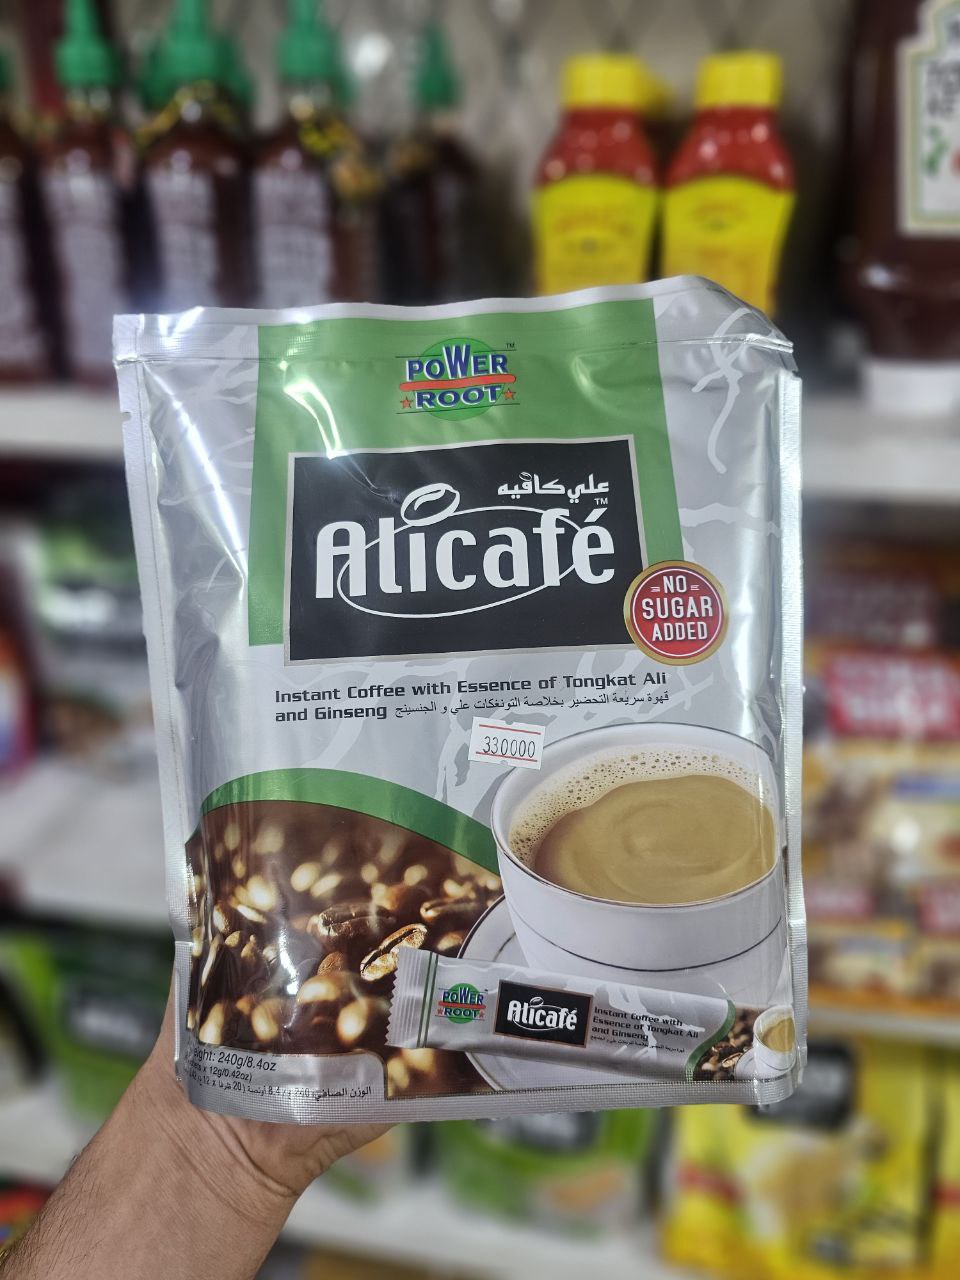 POWER
ROOT
TM
علي كافيه
TM
Alicafé
NO
SUGAR
ADDED
Instant Coffee with Essence of Tongkat Ali
and Ginseng قهوة سريعة التحضير بخلاصة التونغكات علي و الجنسينج
330000
POWER
ROOT
Alicafé
Instant Coffee with
Essence of Tongkat Ali
and Ginseng
240g/8.4oz
x 12g/0.42oz)
الوزن الصافي